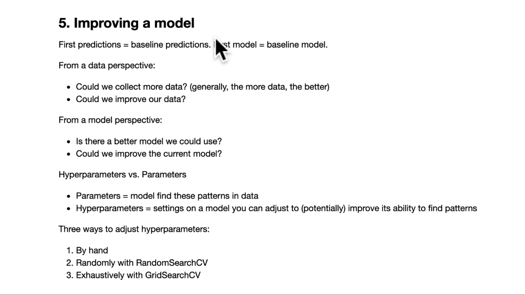 5. Improving a model
First predictions = baseline predictions. model = baseline model.
From a data perspective:
• Could we collect more data? (generally, the more data, the better)
• Could we improve our data?
From a model perspective:
• Is there a better model we could use?
• Could we improve the current model?
Hyperparameters vs. Parameters
• Parameters = model find these patterns in data
• Hyperparameters = settings on a model you can adjust to (potentially) improve its ability to find patterns
Three ways to adjust hyperparameters:
1. By hand
2. Randomly with RandomSearchCV
3. Exhaustively with GridSearchCV